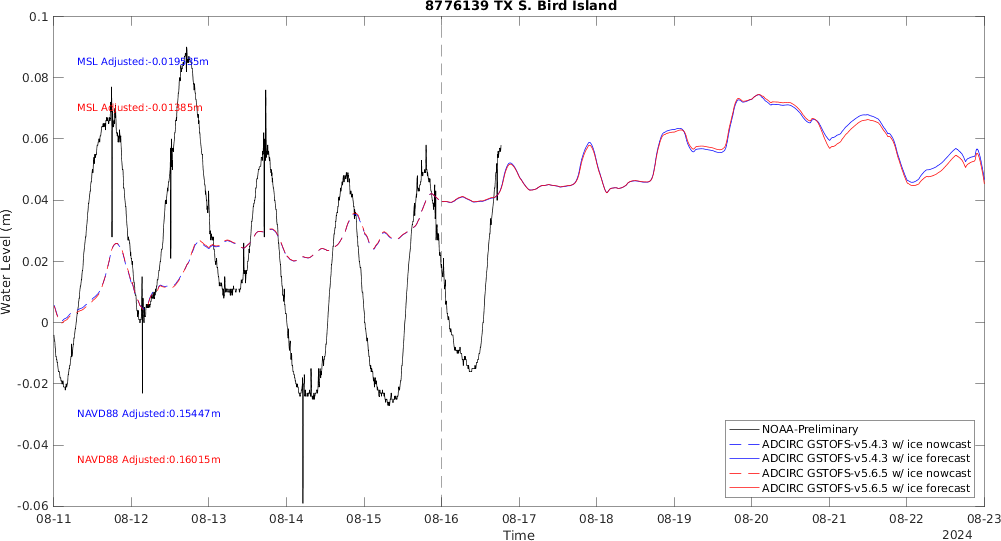 8776139 TX S. Bird Island
0.1
0.08
0.06
0.04
0.02
0
-0.02
-0.04
-0.06
Water Level (m)
MSL Adjusted:-0.019535m
MSL Adjusted:-0.01385m
NAVD88 Adjusted:0.15447m
NAVD88 Adjusted:0.16015m
NOAA-Preliminary
ADCIRC GSTOFS-v5.4.3 w/ ice nowcast
ADCIRC GSTOFS-v5.4.3 w/ ice forecast
ADCIRC GSTOFS-v5.6.5 w/ ice nowcast
ADCIRC GSTOFS-v5.6.5 w/ ice forecast
08-11 08-12 08-13 08-14 08-15 08-16 08-17 08-18 08-19 08-20 08-21 08-22 08-23
Time
2024